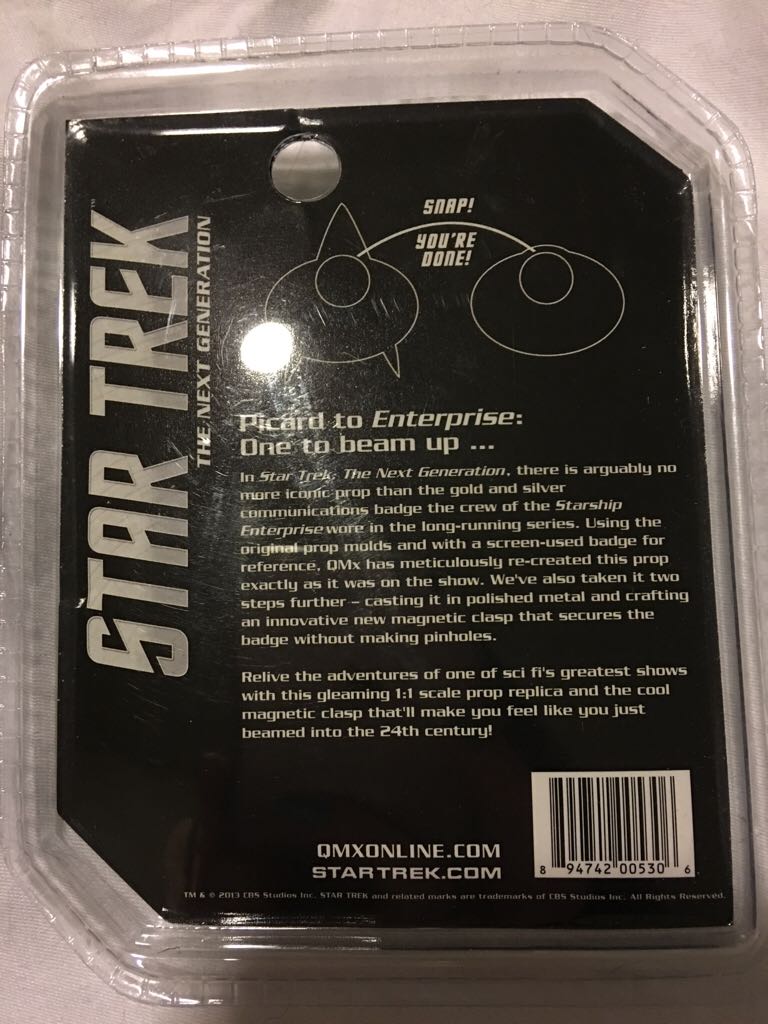 STAR TREK™
THE NEXT GENERATION
SNAP!
YOU'RE
DONE!
Picard to Enterprise:
One to beam up ...
In Star Trek: The Next Generation, there is arguably no
more iconic prop than the gold and silver
communications badge the crew of the Starship
Enterprise wore in the long-running series. Using the
original prop molds and with a screen-used badge for
reference, QMx has meticulously re-created this prop
exactly as it was on the show. We've also taken it two
steps further – casting it in polished metal and crafting
an innovative new magnetic clasp that secures the
badge without making pinholes.
Relive the adventures of one of sci fi's greatest shows
with this gleaming 1:1 scale prop replica and the cool
magnetic clasp that'll make you feel like you just
beamed into the 24th century!
8 94742 00530 6
QMXONLINE.COM
STARTREK.COM
TM & © 2013 CBS Studios Inc. STAR TREK and related marks are trademarks of CBS Studios Inc. All Rights Reserved.